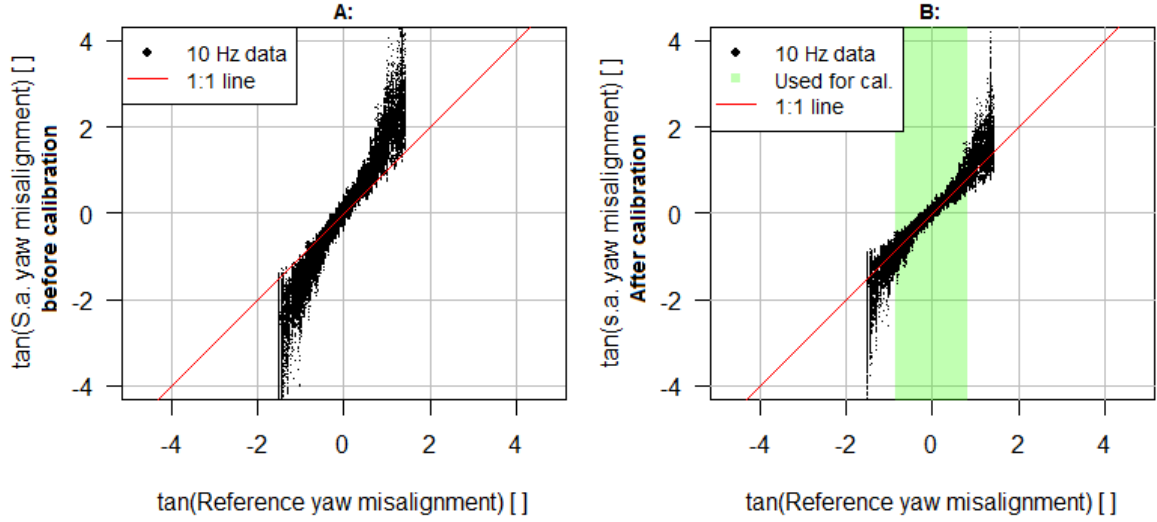 A:
tan(S.a. yaw misalignment) [ ]
before calibration
10 Hz data
1:1 line
4
2
0
-2
-4
-4
-2
0
2
4
tan(Reference yaw misalignment) [ ]
B:
tan(s.a. yaw misalignment) [ ]
After calibration
10 Hz data
Used for cal.
1:1 line
4
2
0
-2
-4
-4
-2
0
2
4
tan(Reference yaw misalignment) [ ]